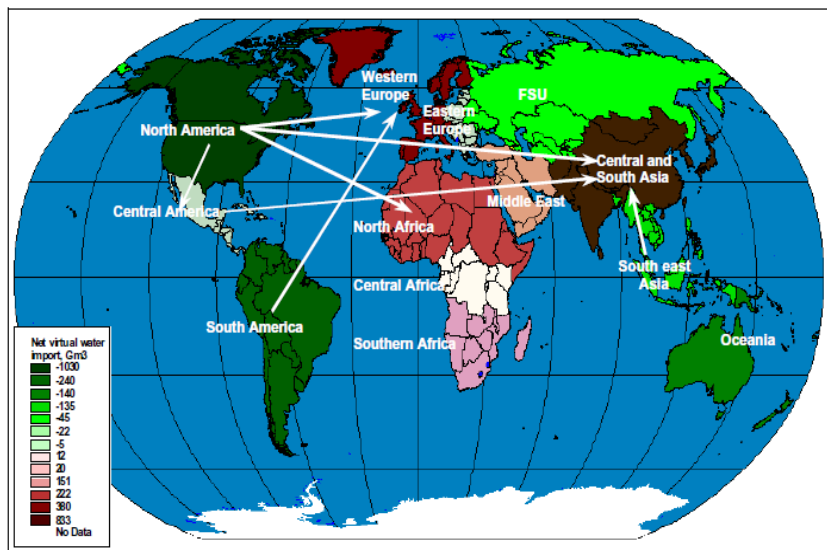 Western
Europe
FSU
North America
Eastern
Europe
Central and
South Asia
Central America
Middle East
North Africa
Central Africa
South east
Asia
South America
Southern Africa
Oceania
Net virtual water
import, Gm3
-1030
-240
-140
-135
-45
-22
-5
12
20
151
222
380
833
No Data